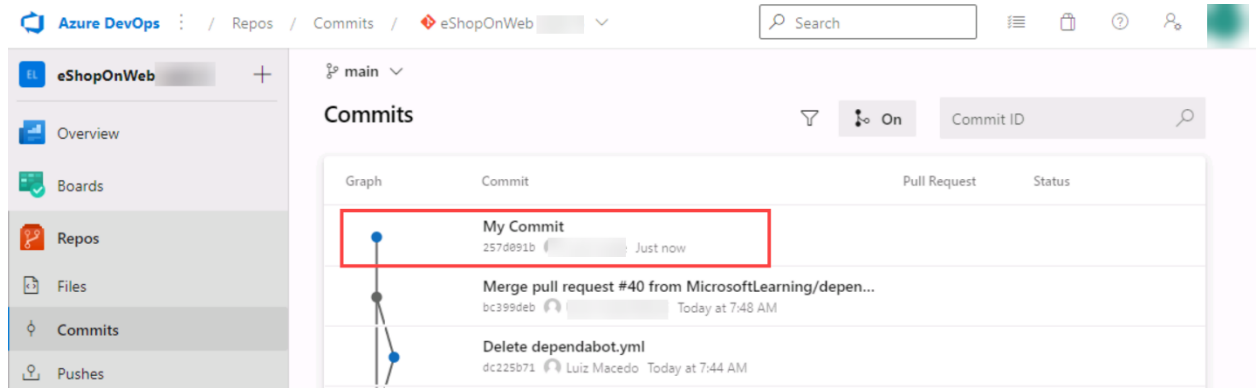 Azure DevOps / Repos / Commits / eShopOnWeb Search
EL eShopOnWeb
main
Commits
On
Commit ID
Overview
Boards
Repos
Files
Commits
Pushes
Graph Commit Pull Request Status
My Commit
257d091b Just now
Merge pull request #40 from MicrosoftLearning/depen...
bc399deb Today at 7:48 AM
Delete dependabot.yml
dc225b71 Luiz Macedo Today at 7:44 AM